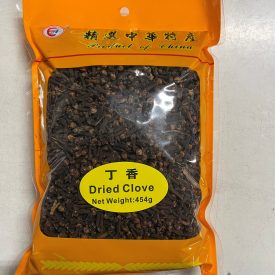 精選中華特產
Product of China
丁香
Dried Clove
Net Weight:454g